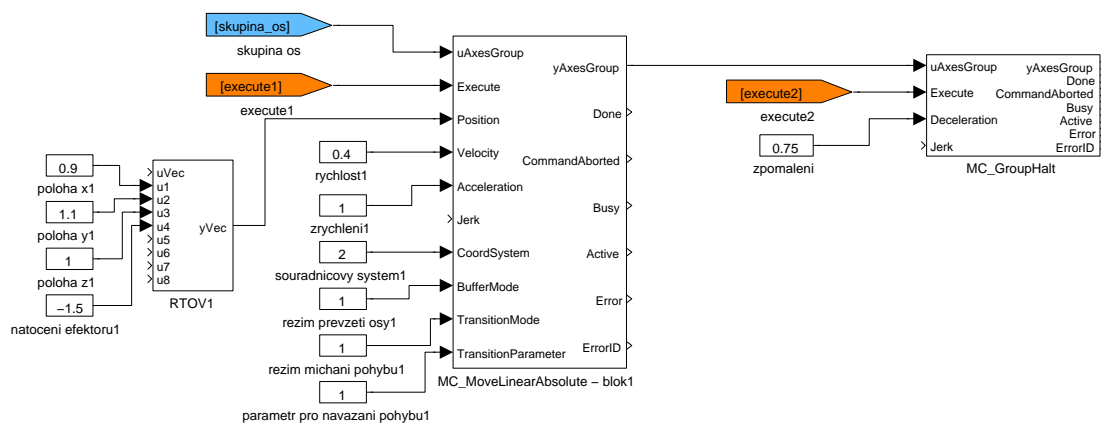 [skupina_os]
skupina os
[execute1]
execute1
0.9
poloha x1
1.1
poloha y1
1
poloha z1
−1.5
natoceni efektoru1
uVec
u1
u2
u3
u4
u5
u6
u7
u8
yVec
RTOV1
0.4
rychlost1
1
zrychleni1
2
souradnicovy system1
1
rezim prevzeti osy1
1
rezim michani pohybu1
1
parametr pro navazani pohybu1
uAxesGroup
Execute
Position
Velocity
Acceleration
Jerk
CoordSystem
BufferMode
TransitionMode
TransitionParameter
yAxesGroup
Done
CommandAborted
Busy
Active
Error
ErrorID
MC_MoveLinearAbsolute − blok1
[execute2]
execute2
0.75
zpomaleni
uAxesGroup
Execute
Deceleration
Jerk
yAxesGroup
Done
CommandAborted
Busy
Active
Error
ErrorID
MC_GroupHalt